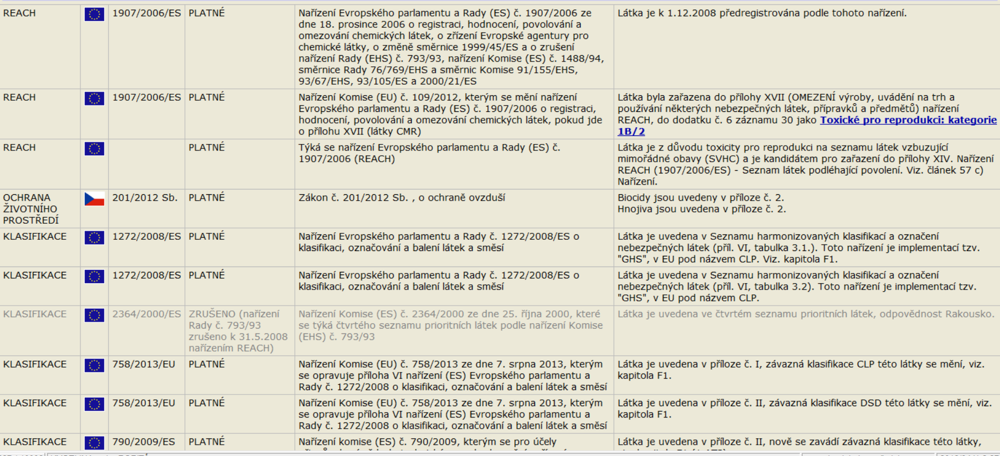 REACH 1907/2006/ES PLATNÉ Nařízení Evropského parlamentu a Rady (ES) č. 1907/2006 ze Látka je k 1.12.2008 předregistrována podle tohoto nařízení.
dne 18. prosince 2006 o registraci, hodnocení, povolování a
omezování chemických látek, o zřízení Evropské agentury pro
chemické látky, o změně směrnice 1999/45/ES a o zrušení
nařízení Rady (EHS) č. 793/93, nařízení Komise (ES) č. 1488/94,
směrnice Rady 76/769/EHS a směrnic Komise 91/155/EHS,
93/67/EHS, 93/105/ES a 2000/21/ES
REACH 1907/2006/ES PLATNÉ Nařízení Komise (EU) č. 109/2012, kterým se mění nařízení Látka byla zařazena do přílohy XVII (OMEZENÍ výroby, uvádění na trh a
Evropského parlamentu a Rady (ES) č. 1907/2006 o registraci, používání některých nebezpečných látek, přípravků a předmětů) nařízení
hodnocení, povolování a omezování chemických látek, pokud jde REACH, do dodatku č. 6 záznamu 30 jako Toxické pro reprodukci: kategorie
o přílohu XVII (látky CMR) 1B/2
REACH PLATNÉ Týká se nařízení Evropského parlamentu a Rady (ES) č. Látka je z důvodu toxicity pro reprodukci na seznamu látek vzbuzující
1907/2006 (REACH) mimořádné obavy (SVHC) a je kandidátem pro zařazení do přílohy XIV. Nařízení
REACH (1907/2006/ES) - Seznam látek podléhající povolení. Viz. článek 57 c)
Nařízení.
OCHRANA 201/2012 Sb. PLATNÉ Zákon č. 201/2012 Sb. , o ochraně ovzduší Biocidy jsou uvedeny v příloze č. 2.
ŽIVOTNÍHO Hnojiva jsou uvedena v příloze č. 2.
PROSTŘEDÍ
KLASIFIKACE 1272/2008/ES PLATNÉ Nařízení Evropského parlamentu a Rady č. 1272/2008/ES o Látka je uvedena v Seznamu harmonizovaných klasifikací a označení
klasifikaci, označování a balení látek a směsí nebezpečných látek (příl. VI, tabulka 3.1.). Toto nařízení je implementací tzv.
"GHS", v EU pod názvem CLP. Viz. kapitola F1.
KLASIFIKACE 1272/2008/ES PLATNÉ Nařízení Evropského parlamentu a Rady č. 1272/2008/ES o Látka je uvedena v Seznamu harmonizovaných klasifikací a označení
klasifikaci, označování a balení látek a směsí nebezpečných látek (příl. VI, tabulka 3.2). Toto nařízení je implementací tzv.
"GHS", v EU pod názvem CLP.
KLASIFIKACE 2364/2000/ES ZRUŠENO (nařízení Nařízení Komise (ES) č. 2364/2000 ze dne 25. října 2000, které Látka je uvedena ve čtvrtém seznamu prioritních látek, odpovědnost Rakousko.
Rady č. 793/93 se týká čtvrtého seznamu prioritních látek podle nařízení Komise
zrušeno k 31.5.2008 (EHS) č. 793/93
nařízením REACH)
KLASIFIKACE 758/2013/EU PLATNÉ Nařízení Komise (EU) č. 758/2013 ze dne 7. srpna 2013, kterým Látka je uvedena v příloze č. I, závazná klasifikace CLP této látky se mění, viz.
se opravuje příloha VI nařízení (ES) Evropského parlamentu a kapitola F1.
Rady č. 1272/2008 o klasifikaci, označování a balení látek a směsí
KLASIFIKACE 758/2013/EU PLATNÉ Nařízení Komise (EU) č. 758/2013 ze dne 7. srpna 2013, kterým Látka je uvedena v příloze č. II, závazná klasifikace DSD této látky se mění, viz.
se opravuje příloha VI nařízení (ES) Evropského parlamentu a kapitola F1.
Rady č. 1272/2008 o klasifikaci, označování a balení látek a směsí
KLASIFIKACE 790/2009/ES PLATNÉ Nařízení komise (ES) č. 790/2009, kterým se pro účely Látka je uvedena v příloze č. II, nově se zavádí závazná klasifikace této látky,